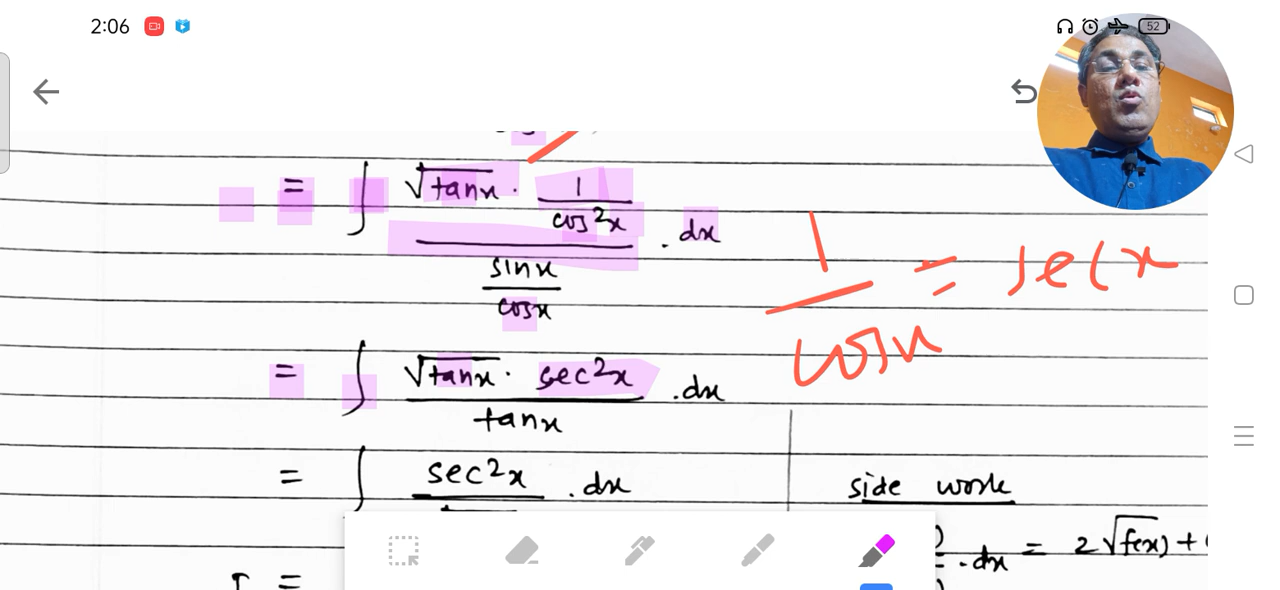 2:06
52
= ∫ √tanx · 1
cos²x . dx
sinx
cosx
1
cosx = secx
= ∫ √tanx · sec²x . dx
tanx
= ∫ sec²x . dx
side work
. dx = 2√f(x) +
I =